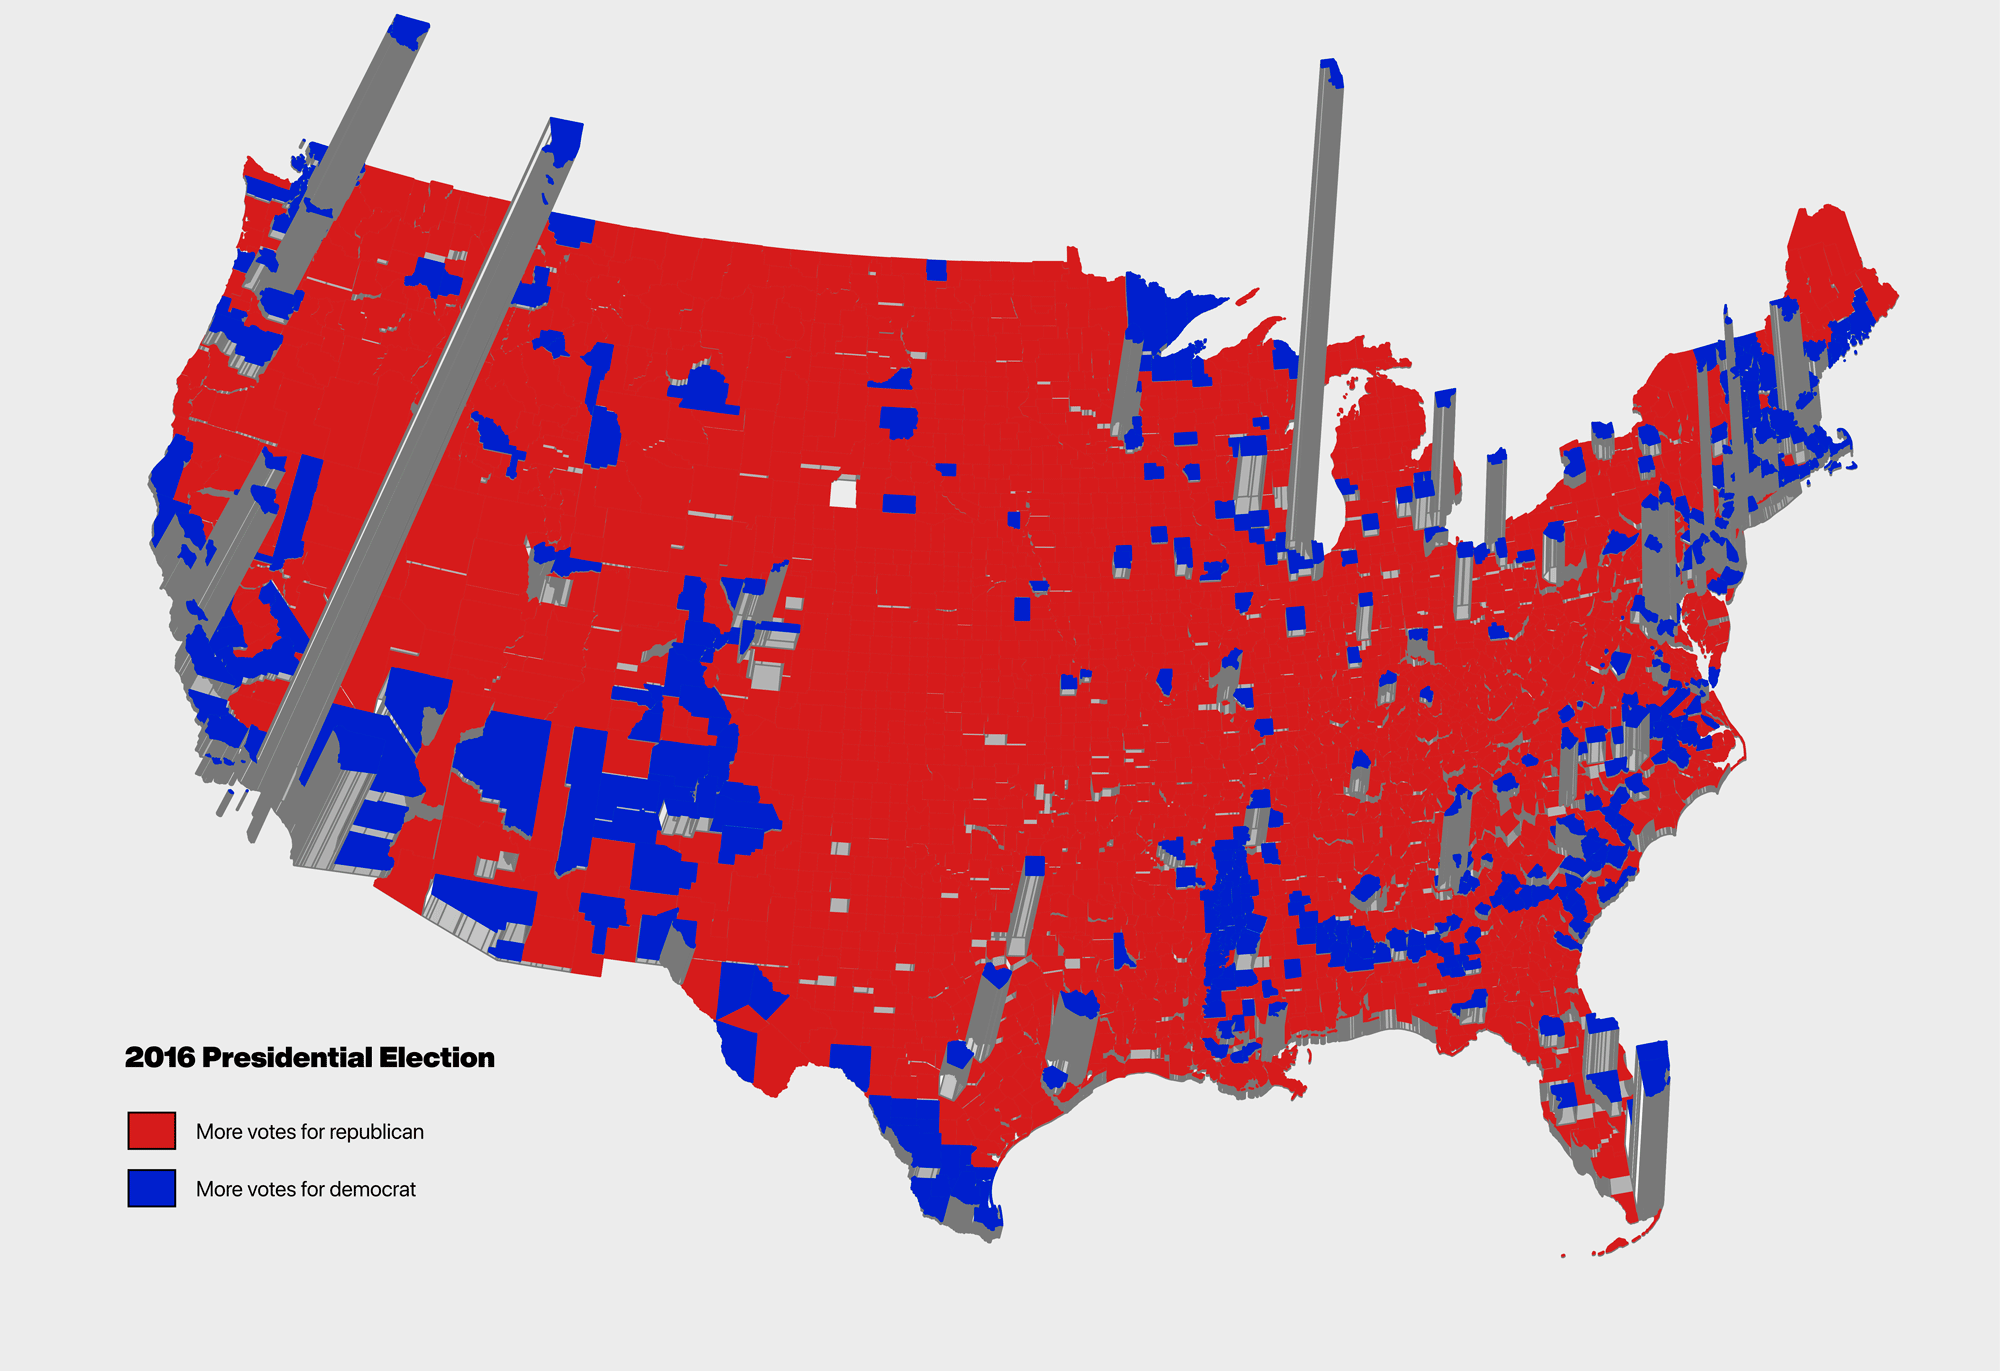 2016 Presidential Election
More votes for republican
More votes for democrat